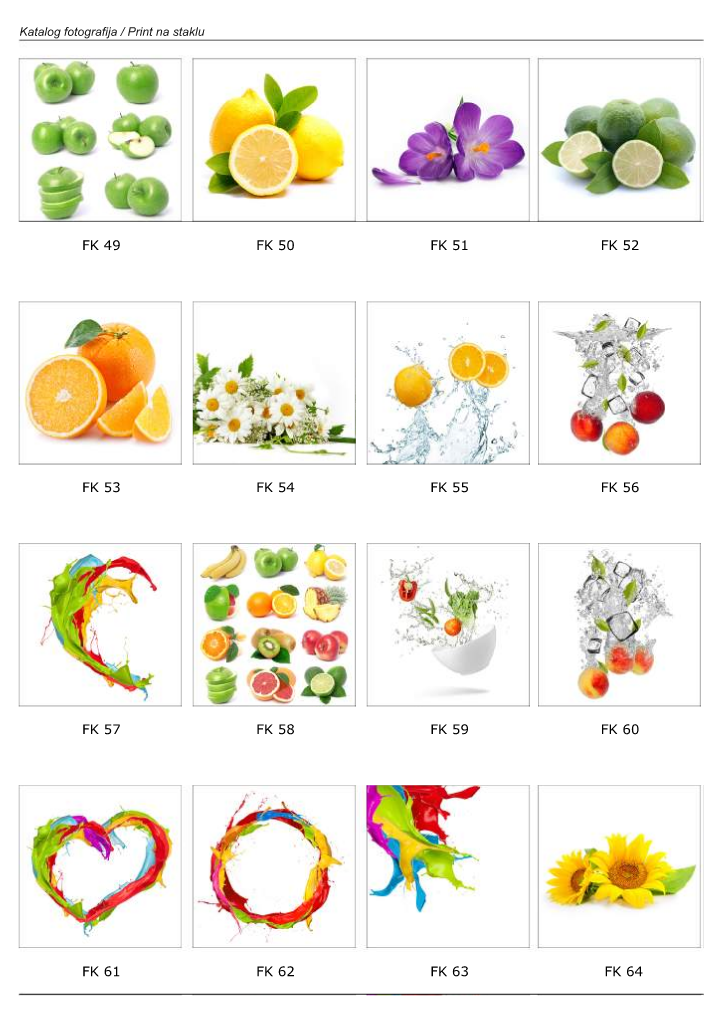 Katalog fotografija / Print na staklu
FK 49
FK 50
FK 51
FK 52
FK 53
FK 54
FK 55
FK 56
FK 57
FK 58
FK 59
FK 60
FK 61
FK 62
FK 63
FK 64